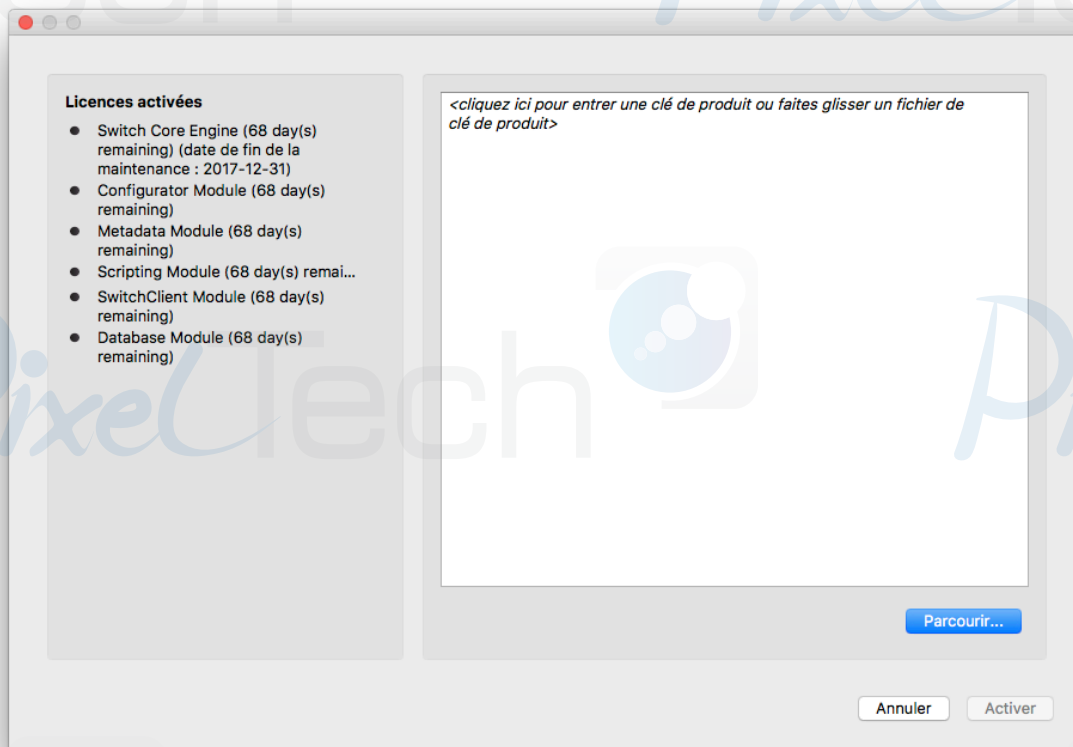 Licences activées
Switch Core Engine (68 day(s)
remaining) (date de fin de la
maintenance : 2017-12-31)
Configurator Module (68 day(s)
remaining)
Metadata Module (68 day(s)
remaining)
Scripting Module (68 day(s) remai...
SwitchClient Module (68 day(s)
remaining)
Database Module (68 day(s)
remaining)
<cliquez ici pour entrer une clé de produit ou faites glisser un fichier de
clé de produit>
PixelTech
Parcourir...
Annuler
Activer